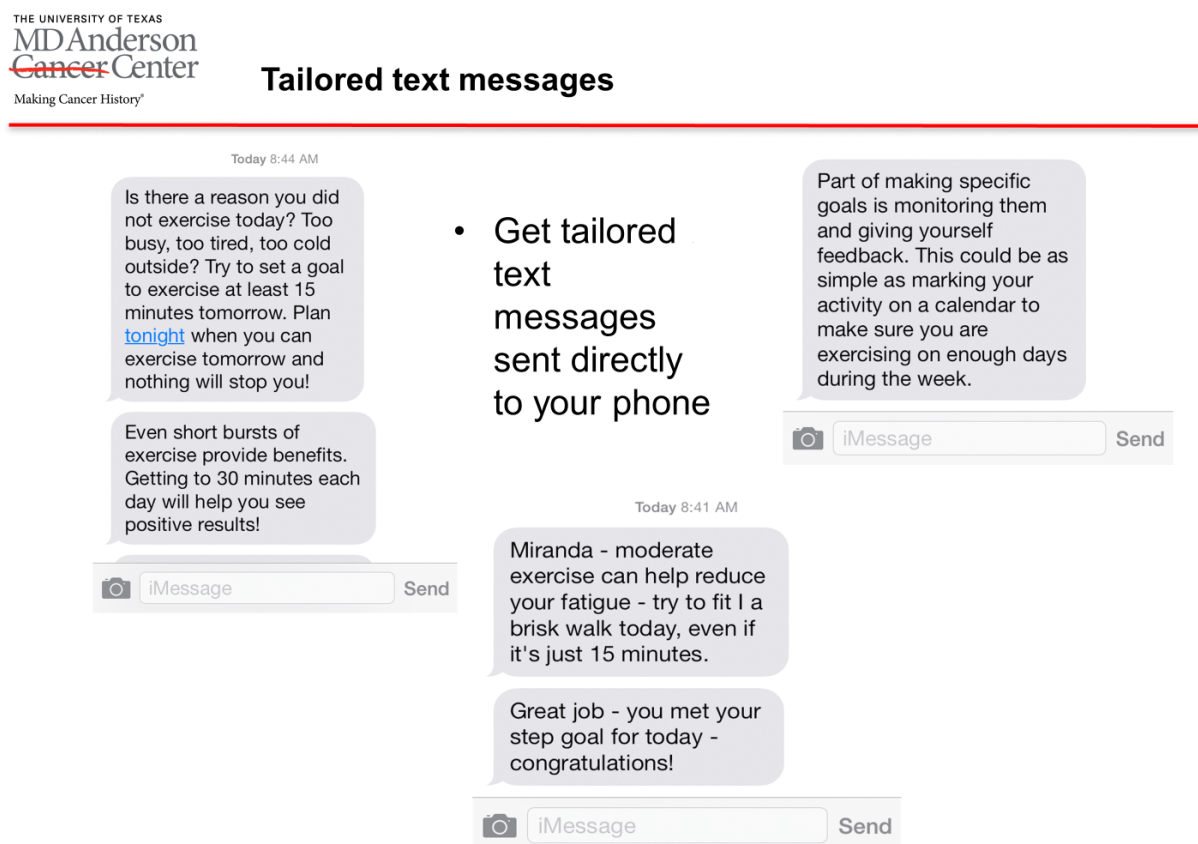 THE UNIVERSITY OF TEXAS
MD Anderson
Cancer Center
Making Cancer History®
Tailored text messages
Today 8:44 AM
Is there a reason you did
not exercise today? Too
busy, too tired, too cold
outside? Try to set a goal
to exercise at least 15
minutes tomorrow. Plan
tonight when you can
exercise tomorrow and
nothing will stop you!
Even short bursts of
exercise provide benefits.
Getting to 30 minutes each
day will help you see
positive results!
iMessage
Send
• Get tailored
text
messages
sent directly
to your phone
Part of making specific
goals is monitoring them
and giving yourself
feedback. This could be as
simple as marking your
activity on a calendar to
make sure you are
exercising on enough days
during the week.
iMessage
Send
Today 8:41 AM
Miranda - moderate
exercise can help reduce
your fatigue - try to fit I a
brisk walk today, even if
it's just 15 minutes.
Great job - you met your
step goal for today -
congratulations!
iMessage
Send